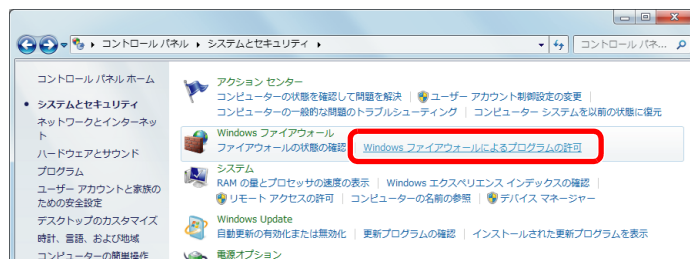 コントロール パネル ▸ システムとセキュリティ ▸
コントロール パネ...
コントロール パネル ホーム
システムとセキュリティ
ネットワークとインターネッ
ト
ハードウェアとサウンド
プログラム
ユーザー アカウントと家族の
ための安全設定
デスクトップのカスタマイズ
時計、言語、および地域
コンピューターの簡単操作
アクション センター
コンピューターの状態を確認して問題を解決 | ユーザー アカウント制御設定の変更 |
コンピューターの一般的な問題のトラブルシューティング | コンピューター システムを以前の状態に復元
Windows ファイアウォール
ファイアウォールの状態の確認 | Windows ファイアウォールによるプログラムの許可
システム
RAM の量とプロセッサの速度の表示 | Windows エクスペリエンス インデックスの確認 |
リモート アクセスの許可 | コンピューターの名前の参照 | デバイス マネージャー
Windows Update
自動更新の有効化または無効化 | 更新プログラムの確認 | インストールされた更新プログラムを表示
電源オプション